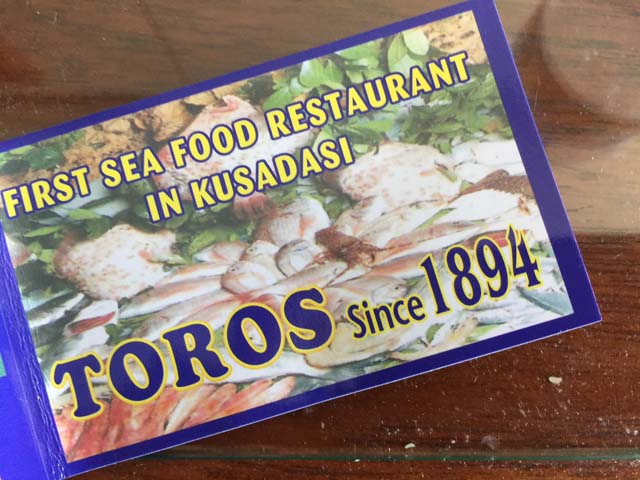 FIRST SEA FOOD RESTAURANT
IN KUSADASI
TOROS Since 1894